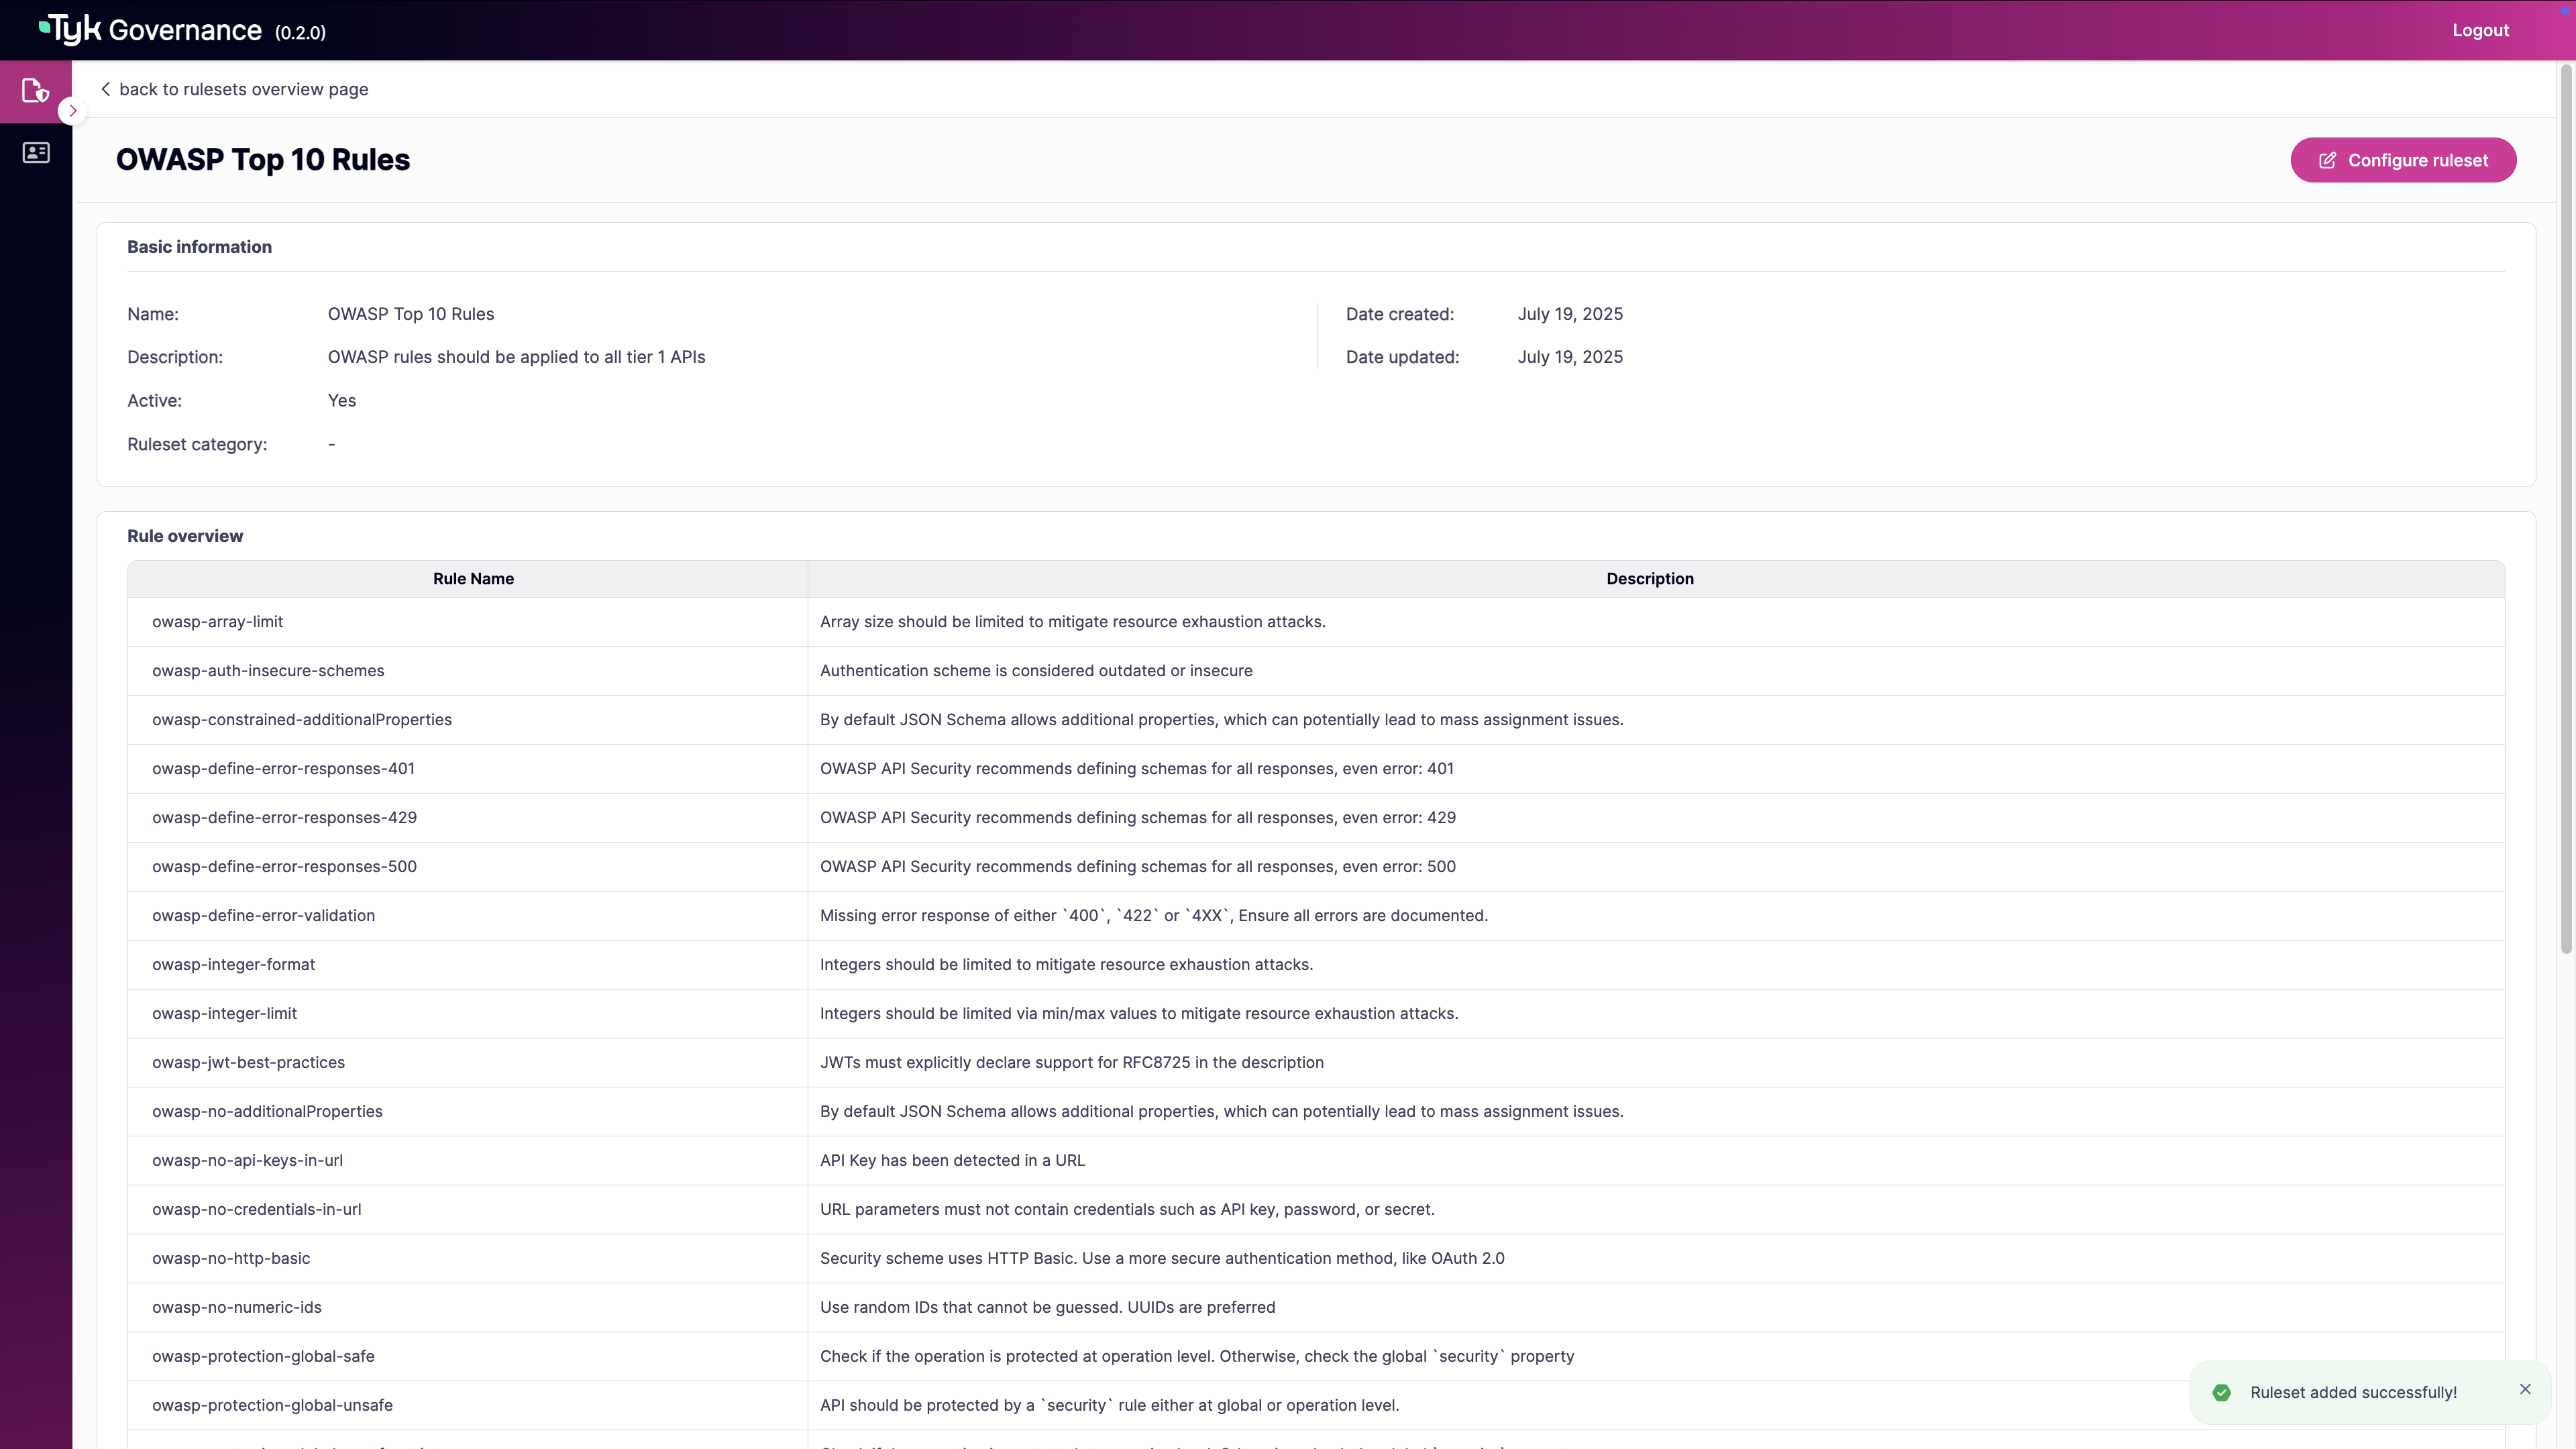 Tyk Governance (0.2.0)
Logout
back to rulesets overview page
OWASP Top 10 Rules
Configure ruleset
Basic information
Name: OWASP Top 10 Rules
Date created: July 19, 2025
Description: OWASP rules should be applied to all tier 1 APIs
Date updated: July 19, 2025
Active: Yes
Ruleset category: -
Rule overview
Rule Name Description
owasp-array-limit Array size should be limited to mitigate resource exhaustion attacks.
owasp-auth-insecure-schemes Authentication scheme is considered outdated or insecure
owasp-constrained-additionalProperties By default JSON Schema allows additional properties, which can potentially lead to mass assignment issues.
owasp-define-error-responses-401 OWASP API Security recommends defining schemas for all responses, even error: 401
owasp-define-error-responses-429 OWASP API Security recommends defining schemas for all responses, even error: 429
owasp-define-error-responses-500 OWASP API Security recommends defining schemas for all responses, even error: 500
owasp-define-error-validation Missing error response of either `400`, `422` or `4XX`, Ensure all errors are documented.
owasp-integer-format Integers should be limited to mitigate resource exhaustion attacks.
owasp-integer-limit Integers should be limited via min/max values to mitigate resource exhaustion attacks.
owasp-jwt-best-practices JWTs must explicitly declare support for RFC8725 in the description
owasp-no-additionalProperties By default JSON Schema allows additional properties, which can potentially lead to mass assignment issues.
owasp-no-api-keys-in-url API Key has been detected in a URL
owasp-no-credentials-in-url URL parameters must not contain credentials such as API key, password, or secret.
owasp-no-http-basic Security scheme uses HTTP Basic. Use a more secure authentication method, like OAuth 2.0
owasp-no-numeric-ids Use random IDs that cannot be guessed. UUIDs are preferred
owasp-protection-global-safe Check if the operation is protected at operation level. Otherwise, check the global `security` property
owasp-protection-global-unsafe API should be protected by a `security` rule either at global or operation level.
Ruleset added successfully!